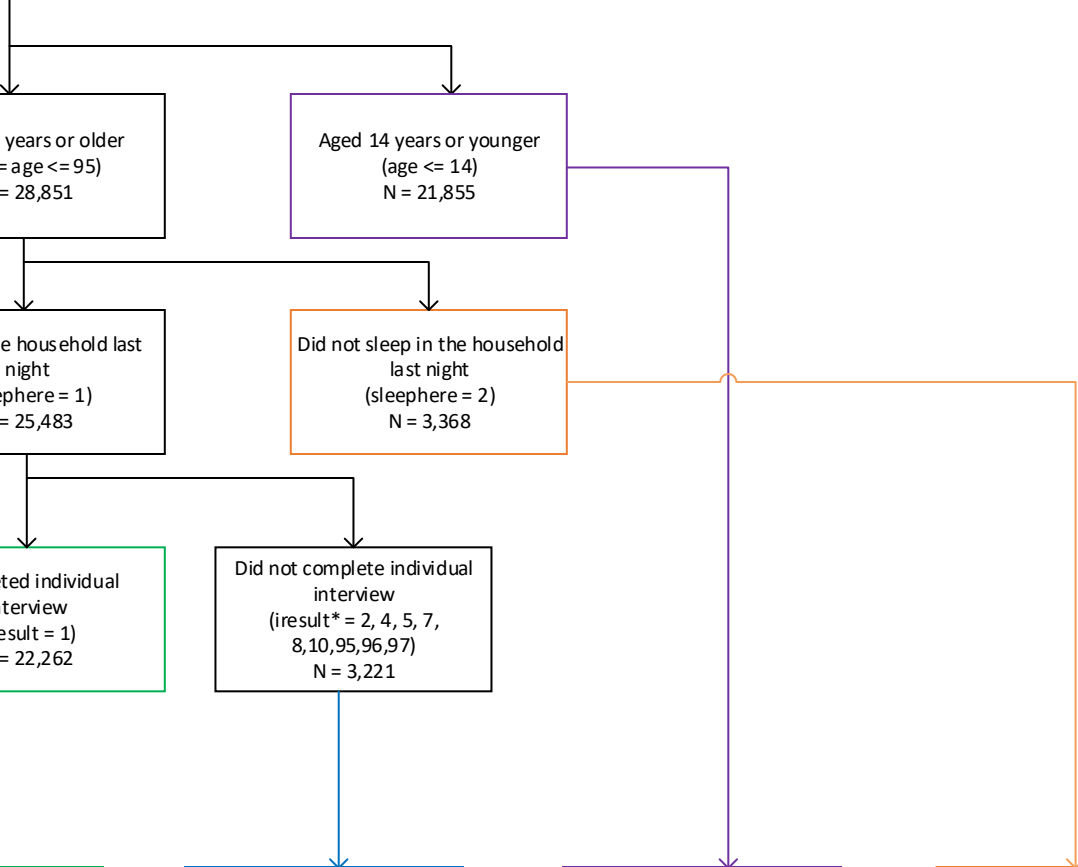 years or older
= age <= 95)
= 28,851
Aged 14 years or younger
(age <= 14)
N = 21,855
e household last
night
ephere = 1)
= 25,483
Did not sleep in the household
last night
(sleephere = 2)
N = 3,368
ted individual
terview
esult = 1)
= 22,262
Did not complete individual
interview
(iresult* = 2, 4, 5, 7,
8,10,95,96,97)
N = 3,221